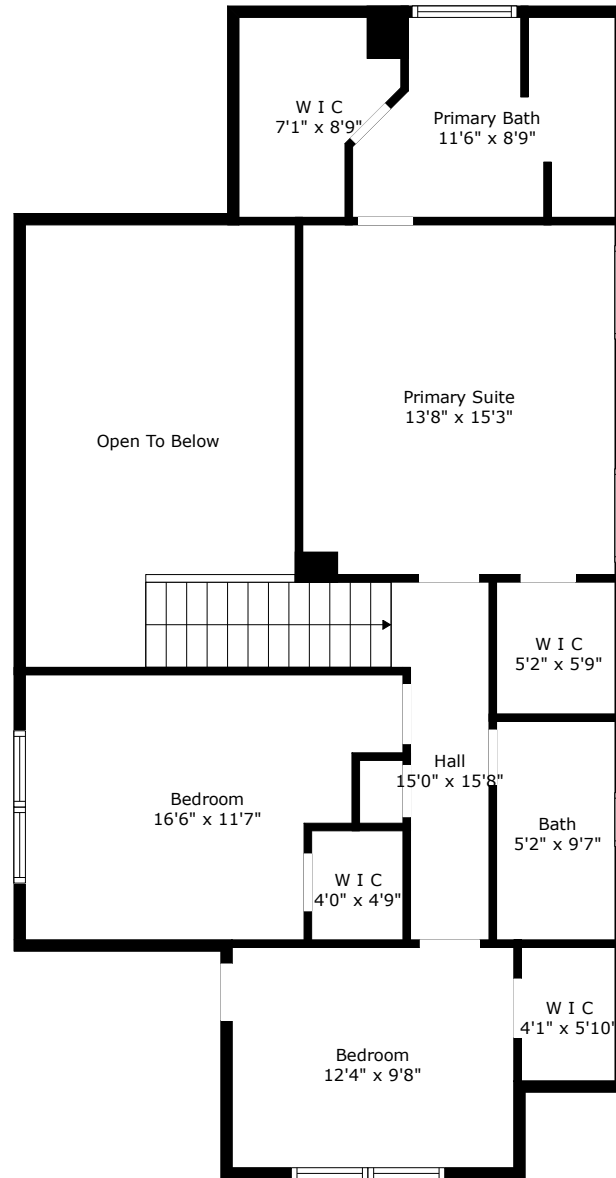 W I C
7'1" x 8'9"
Primary Bath
11'6" x 8'9"
Primary Suite
13'8" x 15'3"
Open To Below
W I C
5'2" x 5'9"
Hall
15'0" x 15'8"
Bedroom
16'6" x 11'7"
Bath
5'2" x 9'7"
W I C
4'0" x 4'9"
W I C
4'1" x 5'10"
Bedroom
12'4" x 9'8"